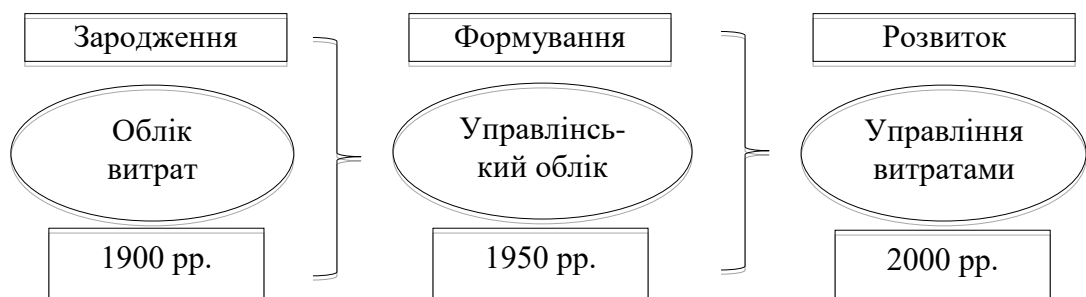 Зародження
Формування
Розвиток
Облік
витрат
Управлінсь-
кий облік
Управління
витратами
1900 рр.
1950 рр.
2000 рр.